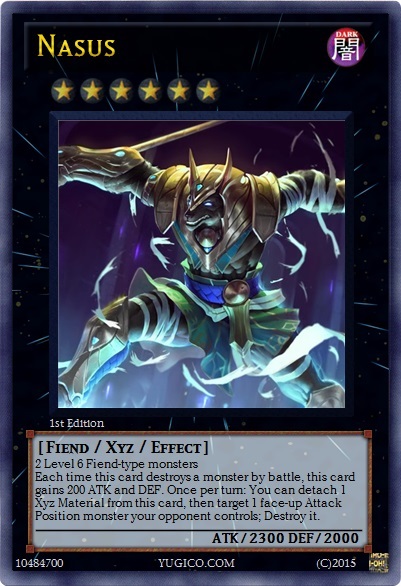 Nasus
DARK
闇
1st Edition
[Fiend / Xyz / Effect]
2 Level 6 Fiend-type monsters
Each time this card destroys a monster by battle, this card
gains 200 ATK and DEF. Once per turn: You can detach 1
Xyz Material from this card, then target 1 face-up Attack
Position monster your opponent controls; Destroy it.
ATK / 2300 DEF / 2000
10484700 YUGICO.COM (C)2015